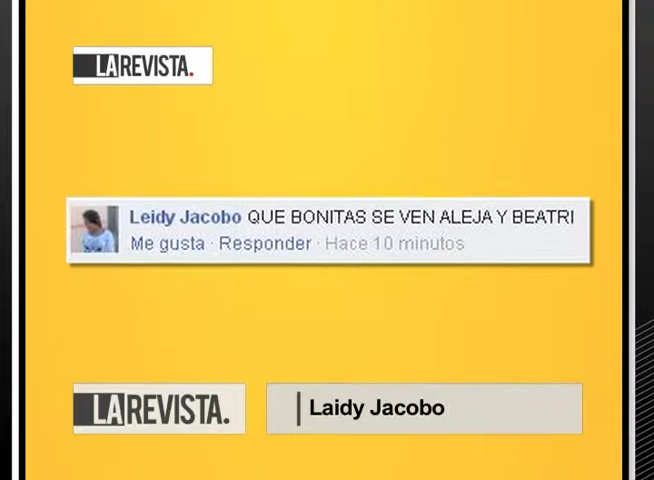 LAREVISTA.
Leidy Jacobo QUE BONITAS SE VEN ALEJA Y BEATRI
Me gusta · Responder · Hace 10 minutos
LAREVISTA.
Laidy Jacobo